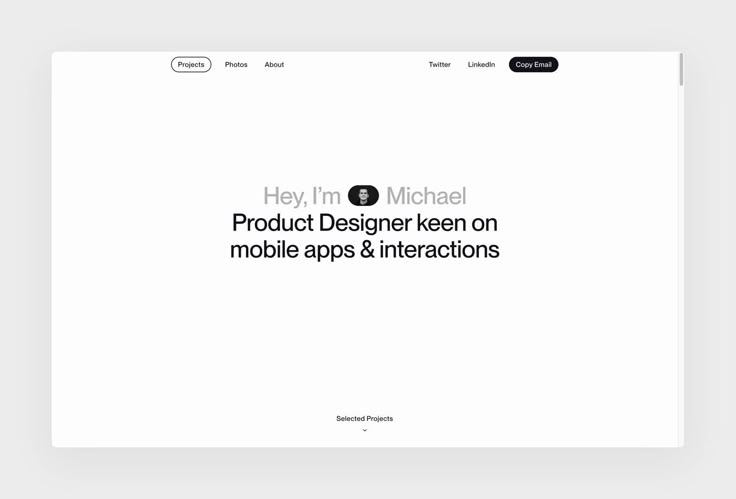 Projects Photos About Twitter LinkedIn Copy Email
Hey, I’m Michael
Product Designer keen on
mobile apps & interactions
Selected Projects